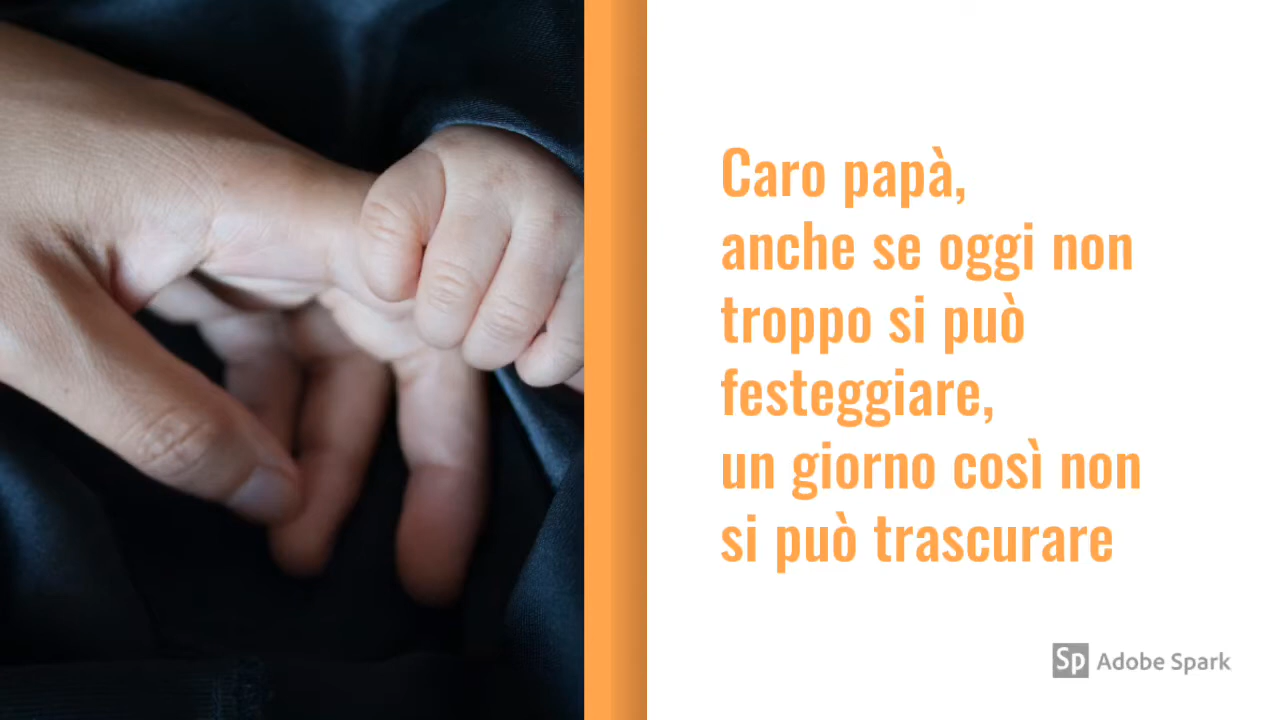 Caro papà,
anche se oggi non
troppo si può
festeggiare,
un giorno così non
si può trascurare
Sp Adobe Spark